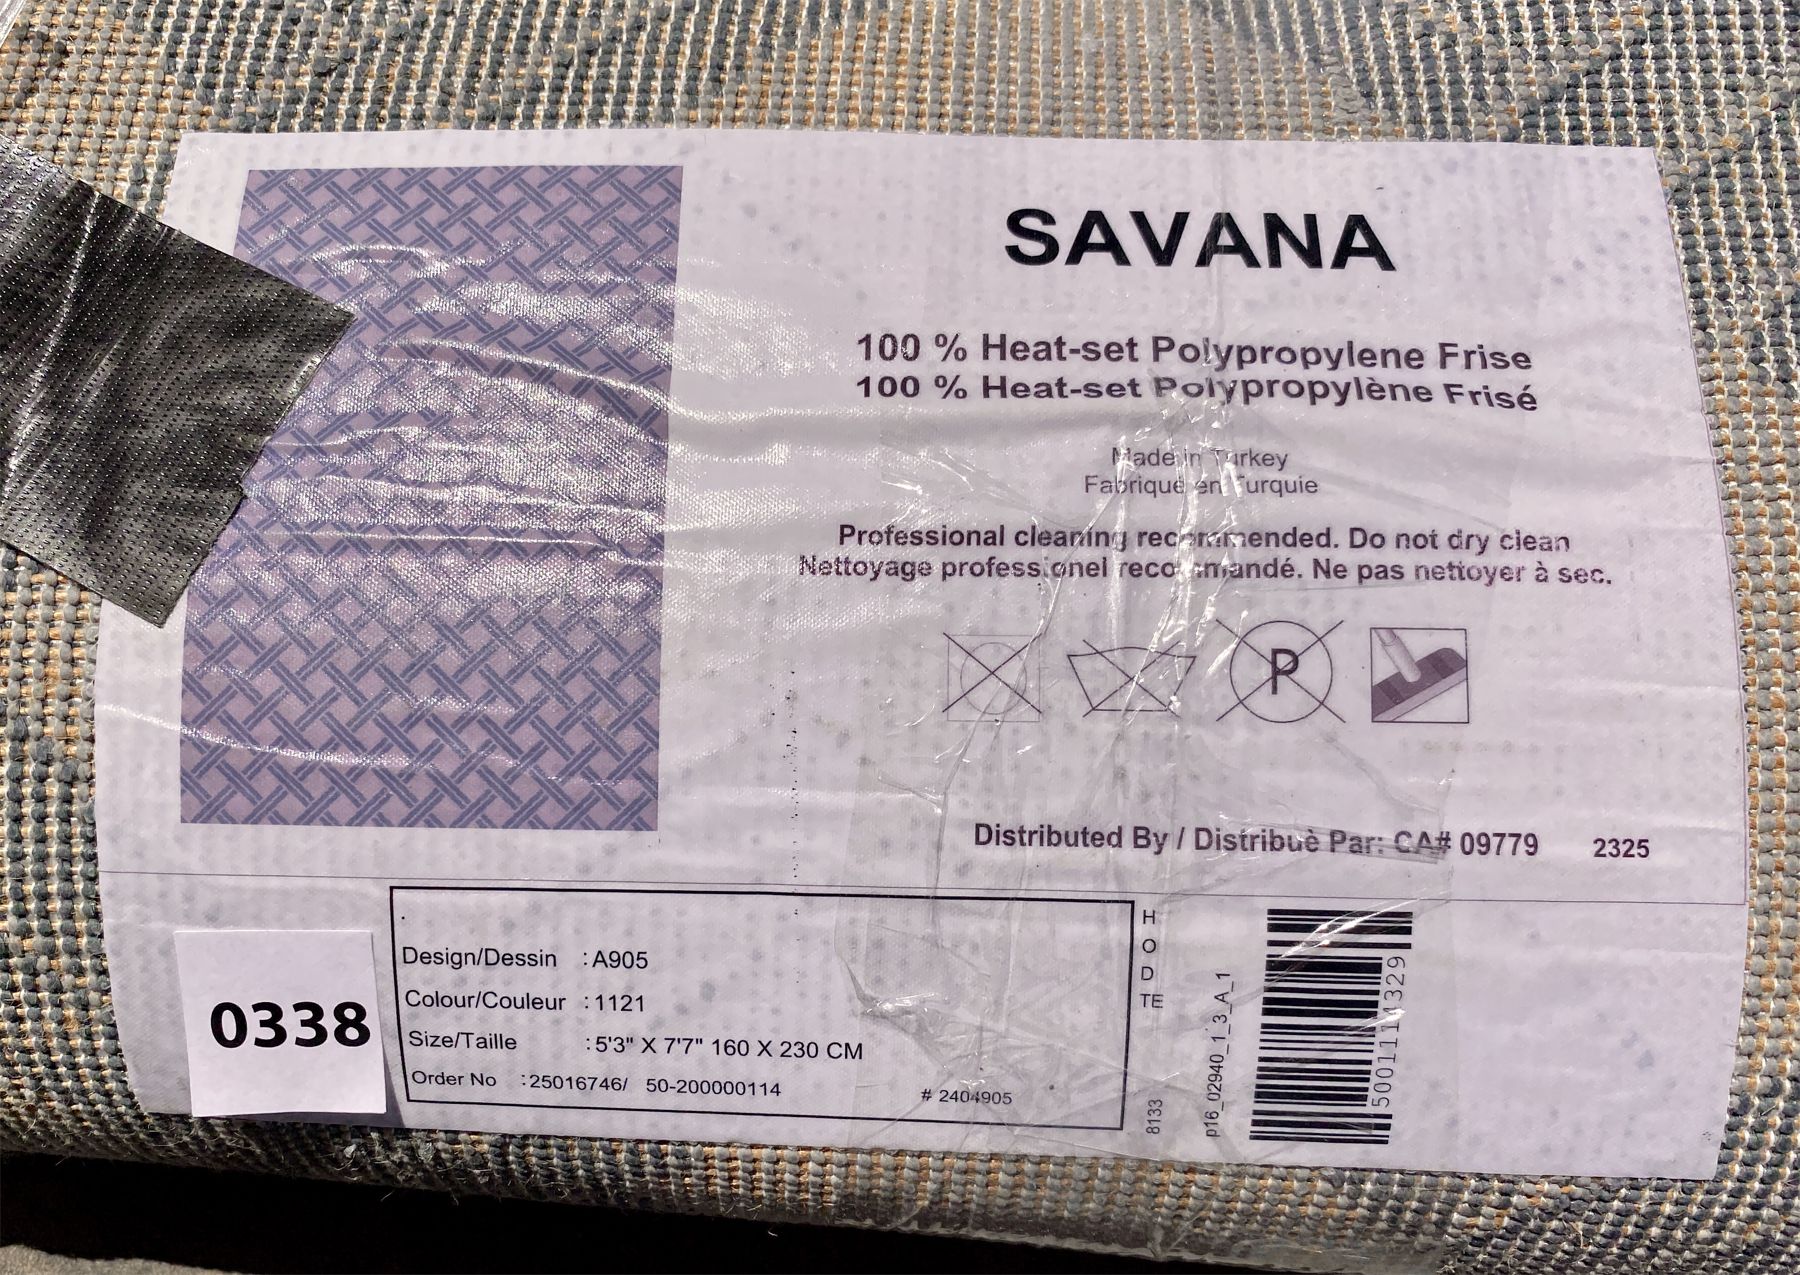 SAVANA
100 % Heat-set Polypropylene Frise
100 % Heat-set Polypropylène Frisé
Made in Turkey
Fabriqué en Turquie
Professional cleaning recommended. Do not dry clean
Nettoyage professionel recommandé. Ne pas nettoyer à sec.
P
Distributed By / Distribuè Par: CA# 09779 2325
0338
Design/Dessin : A905
Colour/Couleur : 1121
Size/Taille : 5'3" X 7'7" 160 X 230 CM
Order No : 25016746/ 50-200000114 # 2404905
H
O
D
TE
8133
p16_02940_1_3_A_1